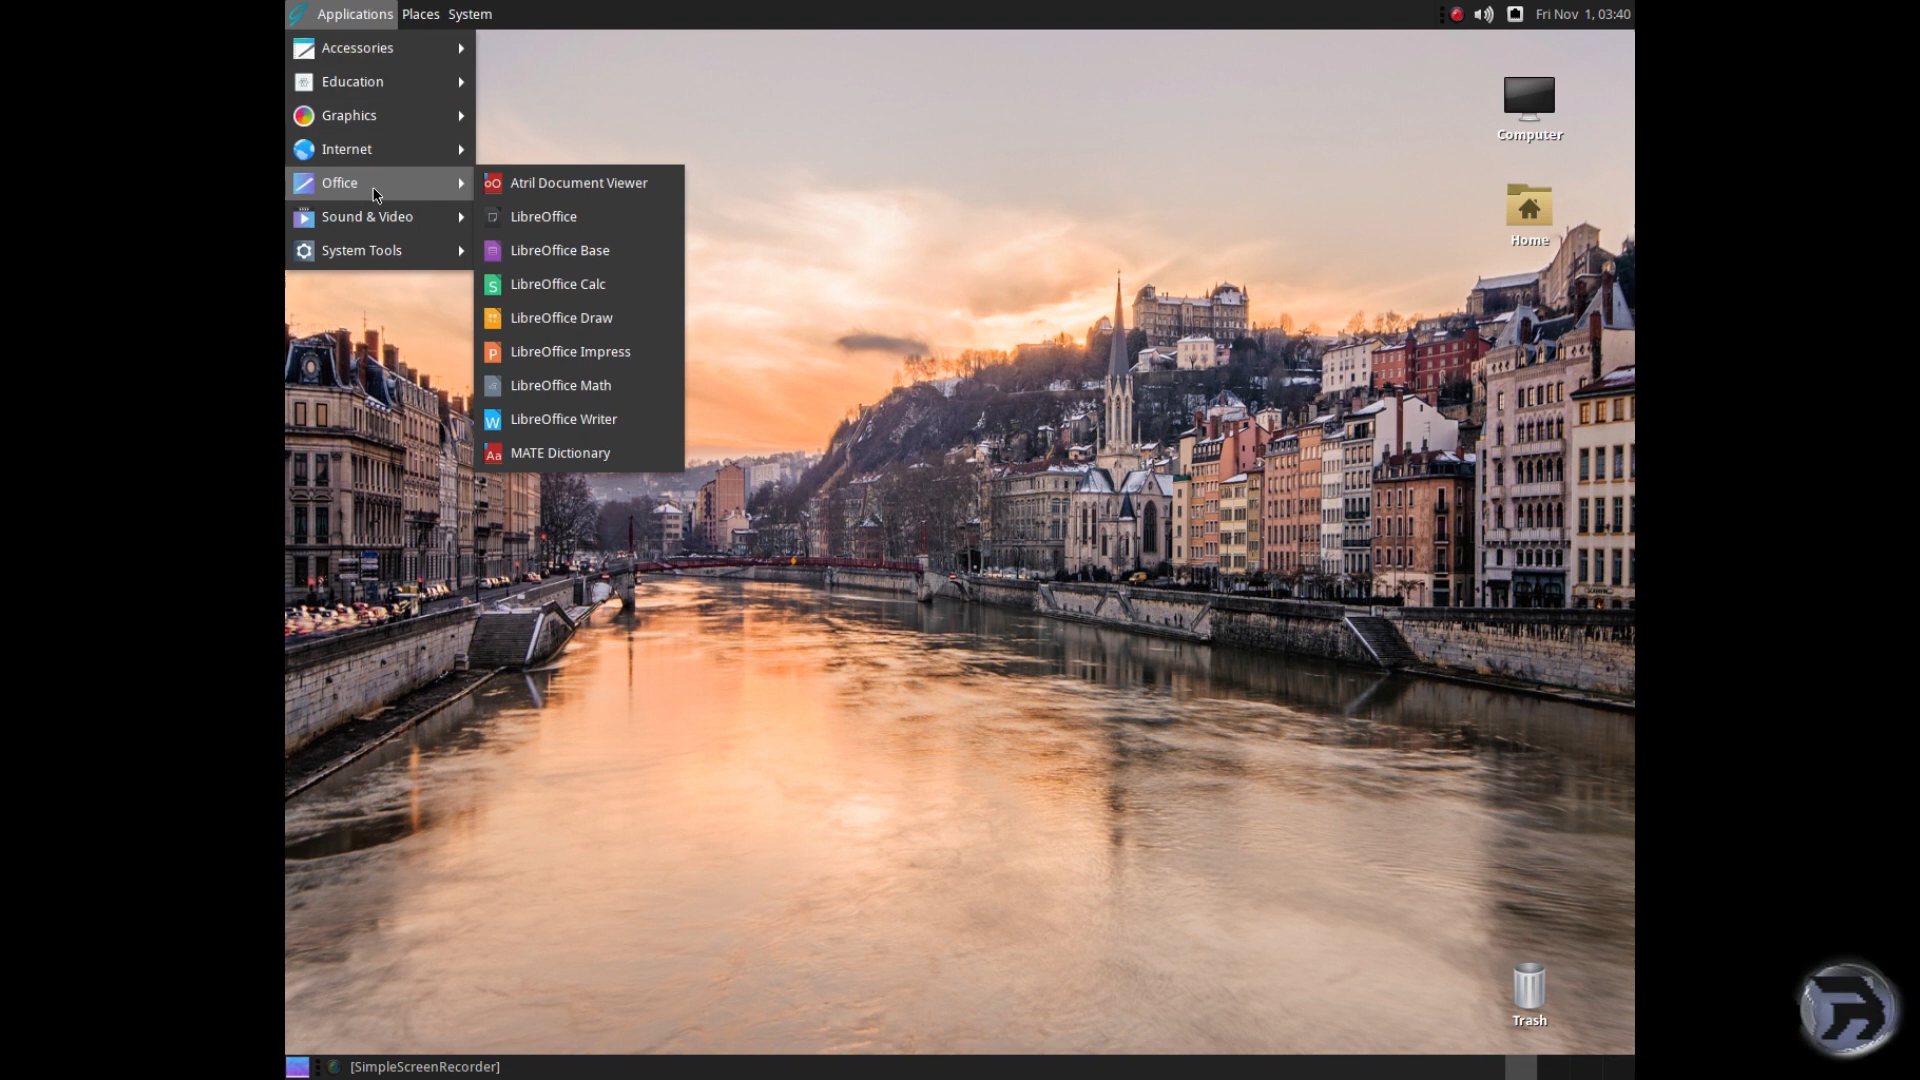 Applications Places System
Fri Nov 1, 03:40
Accessories
Education
Graphics
Internet
Office
Sound & Video
System Tools
Atril Document Viewer
LibreOffice
LibreOffice Base
LibreOffice Calc
LibreOffice Draw
LibreOffice Impress
LibreOffice Math
LibreOffice Writer
MATE Dictionary
Computer
Home
Trash
[SimpleScreenRecorder]